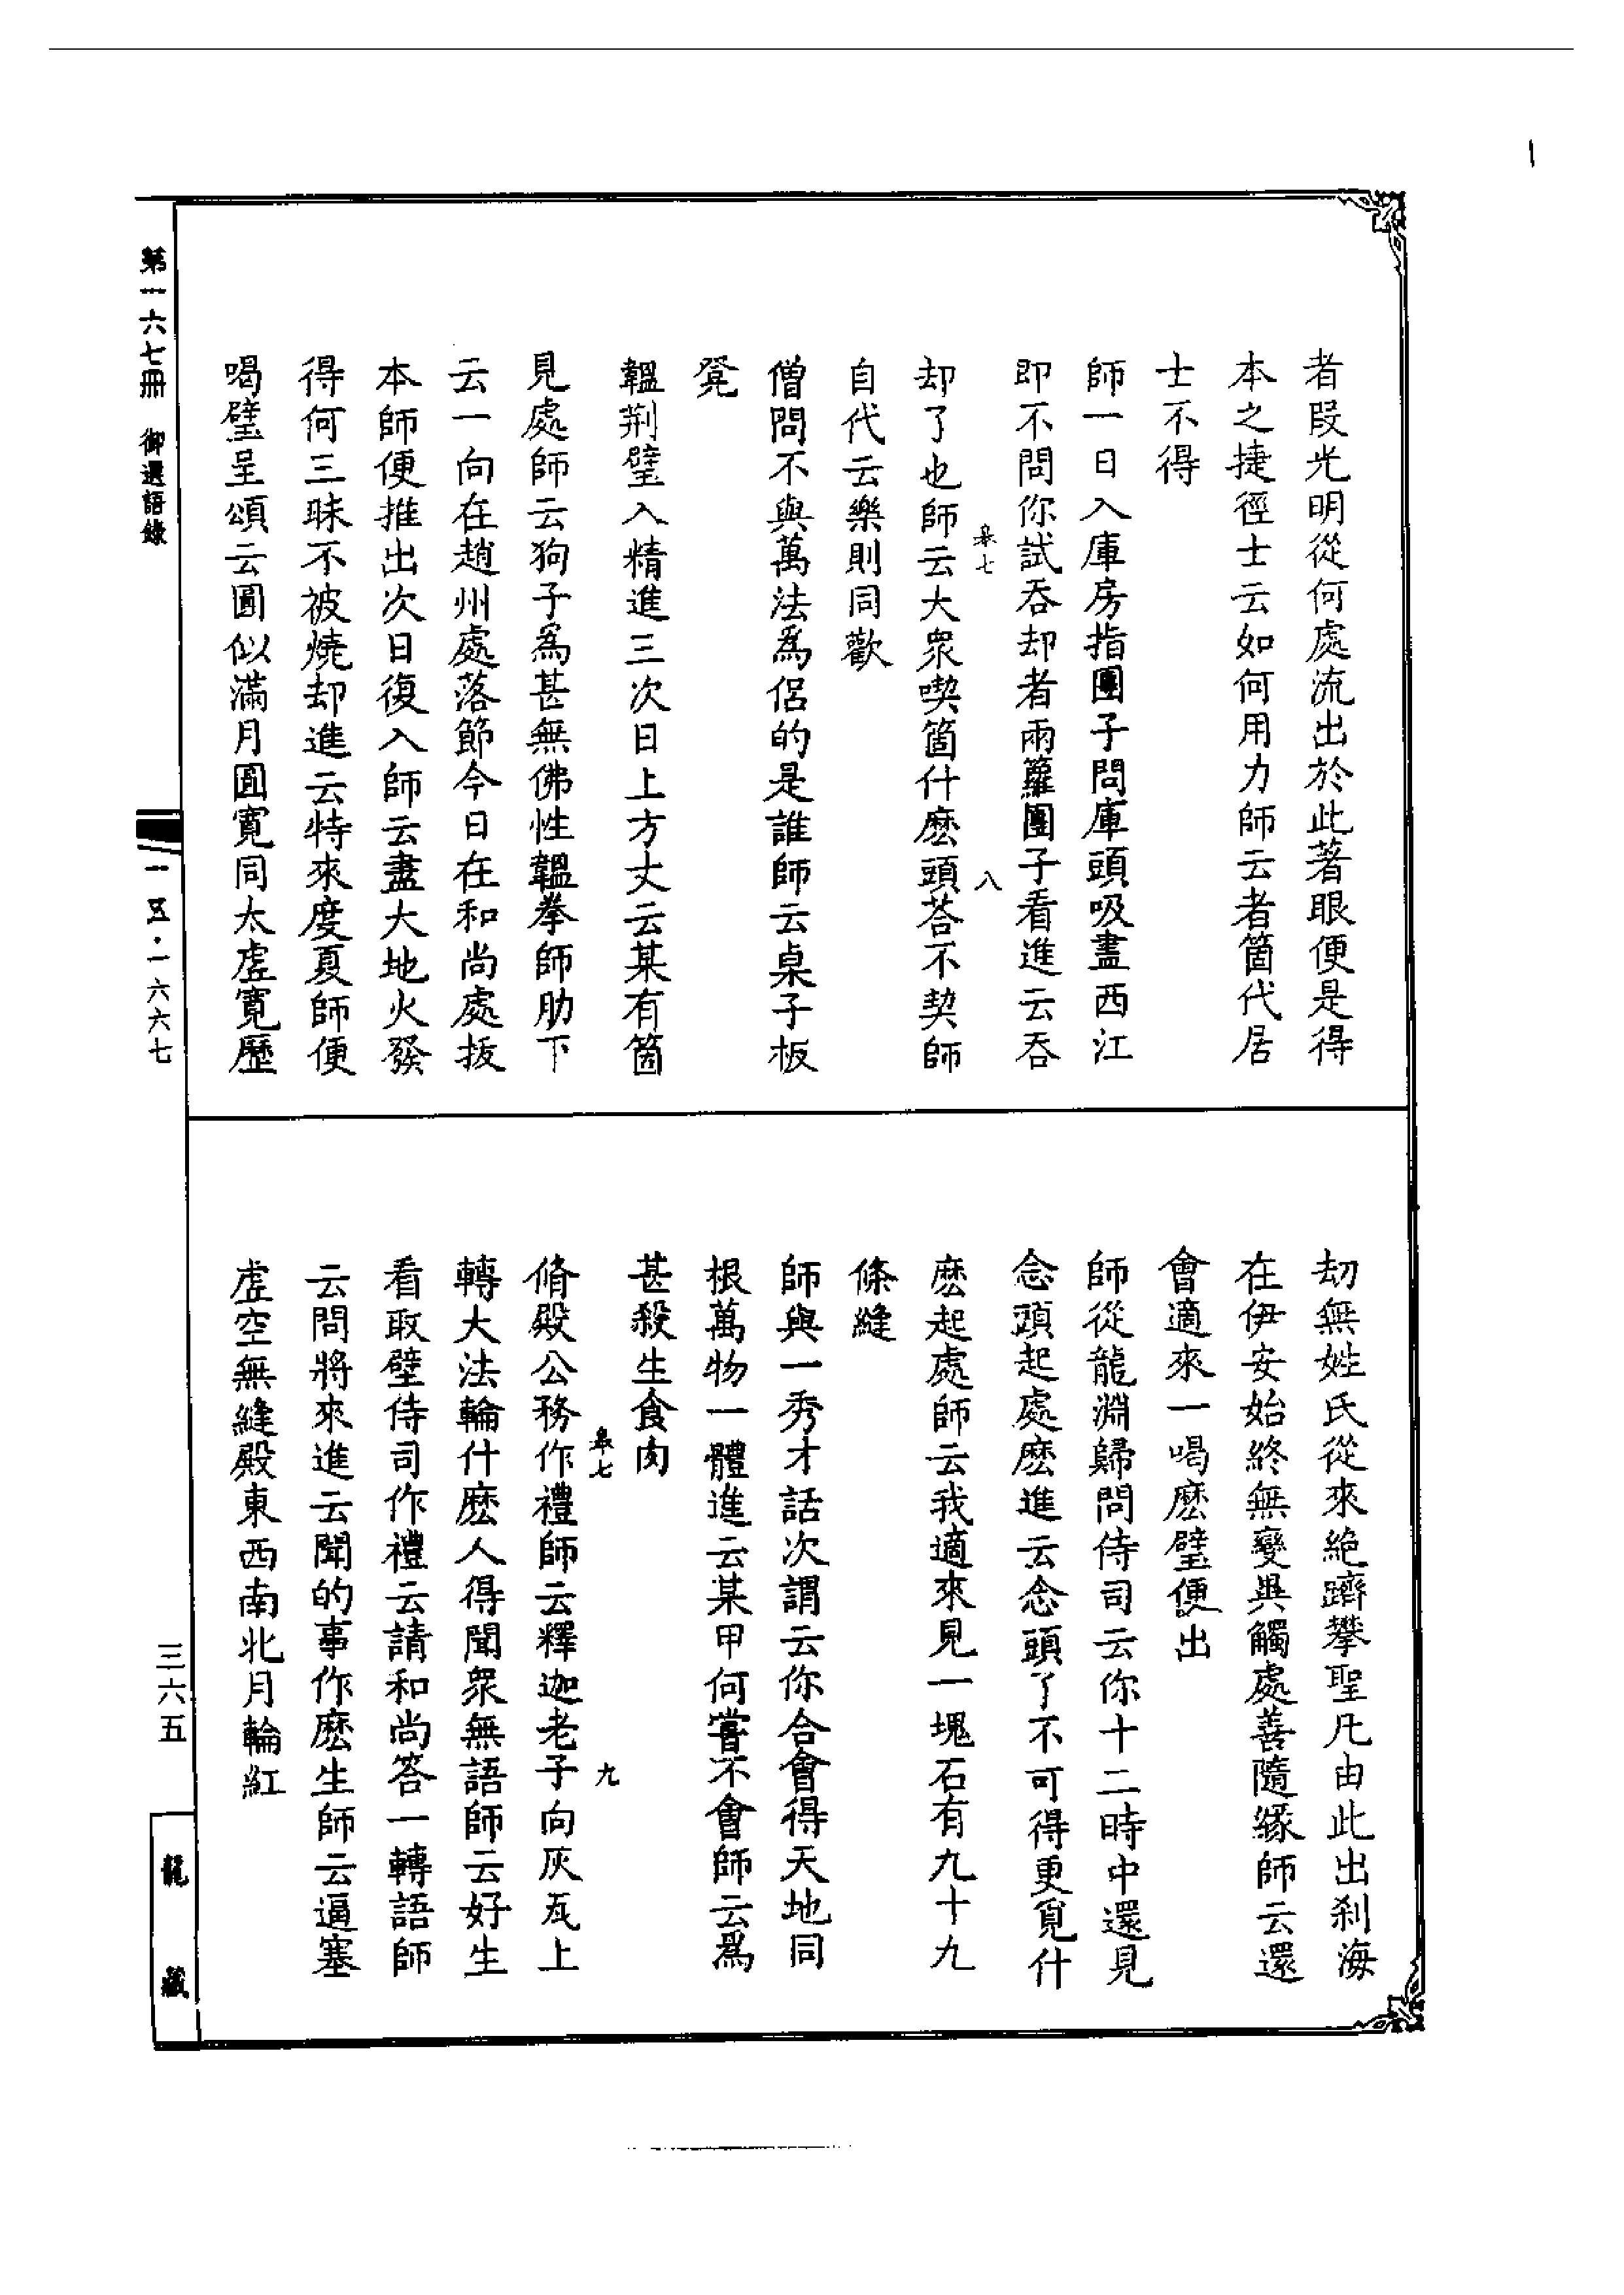 者段光明從何處流出於此著眼便是得
本之捷徑士云如何用力師云者箇代居
士不得
師一日入庫房指團子問庫頭吸盡西江
即不問你試吞却者兩籮團子看進云吞
皋七
八
却了也師云大衆喫箇什麽頭荅不契師
自代云樂則同歡
僧問不與萬法爲侶的是誰師云桌子板
凳
韞荆璧入精進三次日上方丈云某有箇
見處師云狗子爲甚無佛性韞拳師肋下
云一向在趙州處落節今日在和尚處拔
本師便推出次日復入師云盡大地火發
得何三昧不被燒却進云特來度夏師便
喝璧呈頌云圓似滿月圓寬同太虛寬歷
劫無姓氏從來絶躋攀聖凡由此出刹海
在伊安始終無變異觸處善隨緣師云還
會適來一喝麽璧便出
師從龍淵歸問侍司云你十二時中還見
念頭起處麽進云念頭了不可得更覓什
麽起處師云我適來見一塊石有九十九
條縫
師與一秀才話次謂云你合會得天地同
根萬物一體進云某甲何嘗不會師云爲
甚殺生食肉
皋七
九
脩殿公務作禮師云釋迦老子向灰瓦上
轉大法輪什麽人得聞衆無語師云好生
看取壁侍司作禮云請和尚答一轉語師
云問將來進云聞的事作麽生師云逼塞
虛空無縫殿東西南北月輪紅
第一六七冊 御選語錄
一五·一六六七
三六五
龍藏